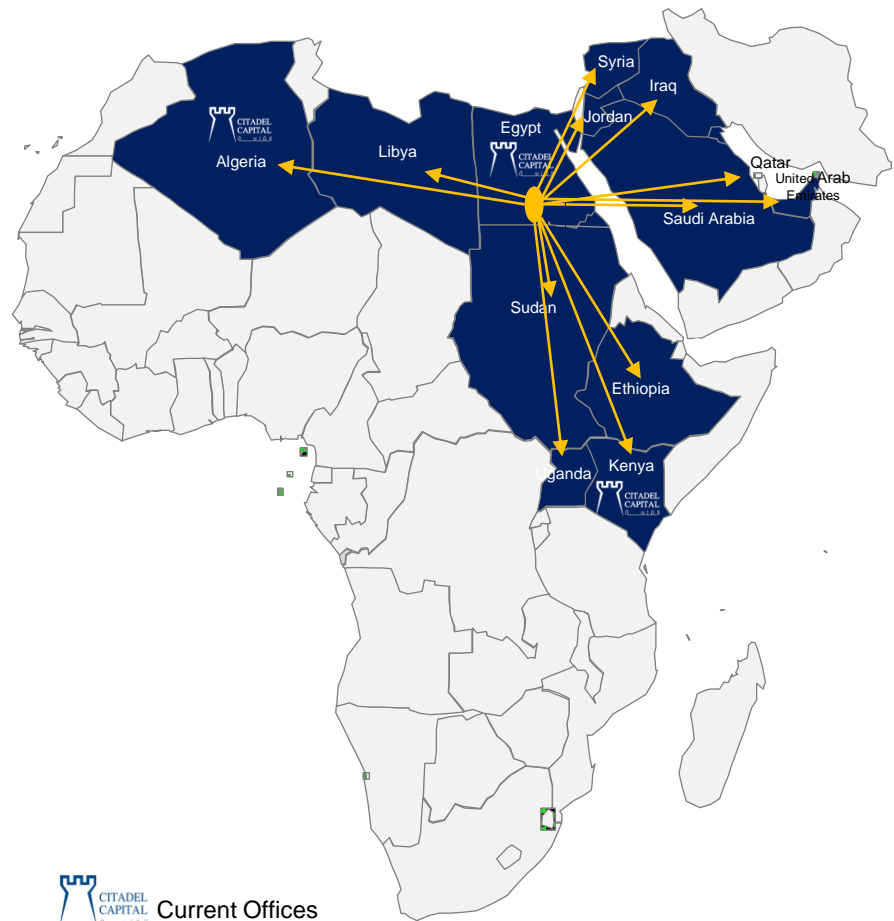 Syria
Iraq
CITADEL
CAPITAL
Egypt
Jordan
CITADEL
CAPITAL
Algeria
Libya
Qatar
United Arab
Emirates
Saudi Arabia
Sudan
Ethiopia
Uganda
Kenya
CITADEL
CAPITAL
CITADEL
CAPITAL Current Offices